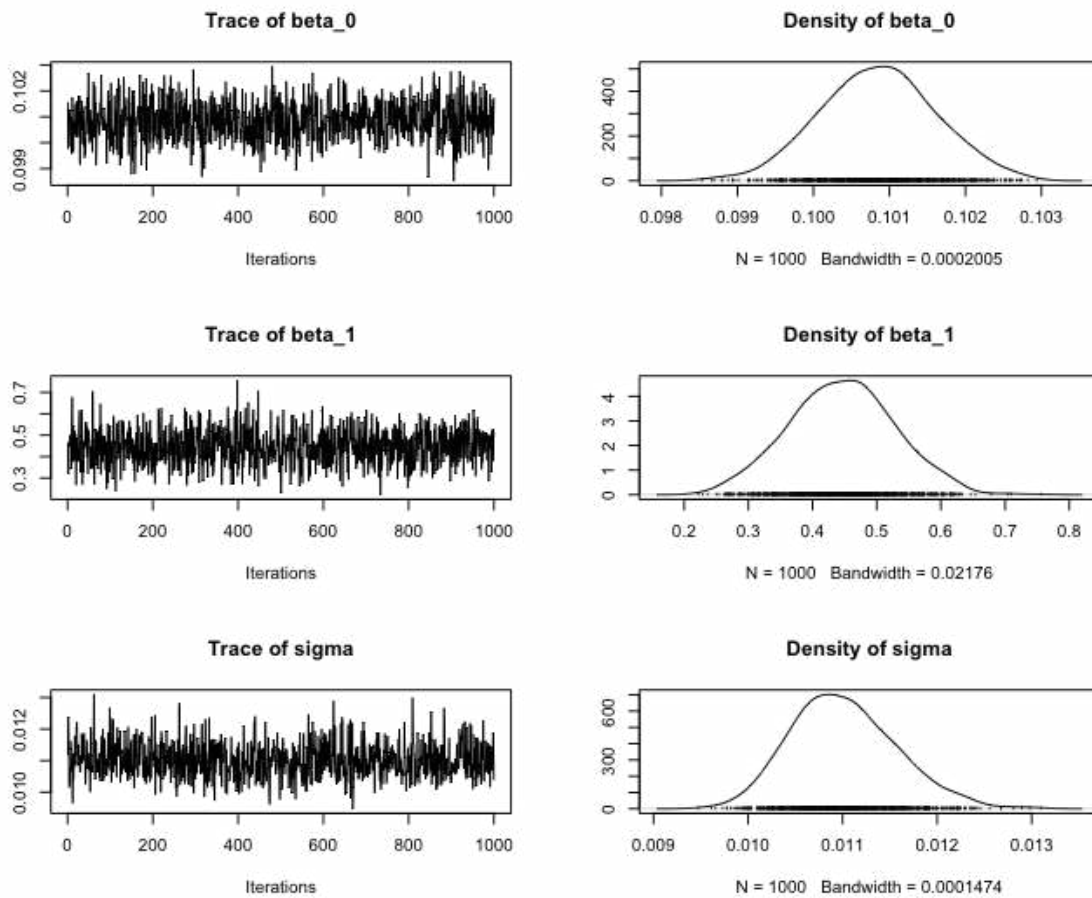 Trace of beta_0
0.099 0.102
0 200 400 600 800 1000
Iterations
Density of beta_0
0 200 400
0.098 0.099 0.100 0.101 0.102 0.103
N = 1000 Bandwidth = 0.0002005
Trace of beta_1
0.3 0.5 0.7
0 200 400 600 800 1000
Iterations
Density of beta_1
0 1 2 3 4
0.2 0.3 0.4 0.5 0.6 0.7 0.8
N = 1000 Bandwidth = 0.02176
Trace of sigma
0.010 0.012
0 200 400 600 800 1000
Iterations
Density of sigma
0 300 600
0.009 0.010 0.011 0.012 0.013
N = 1000 Bandwidth = 0.0001474